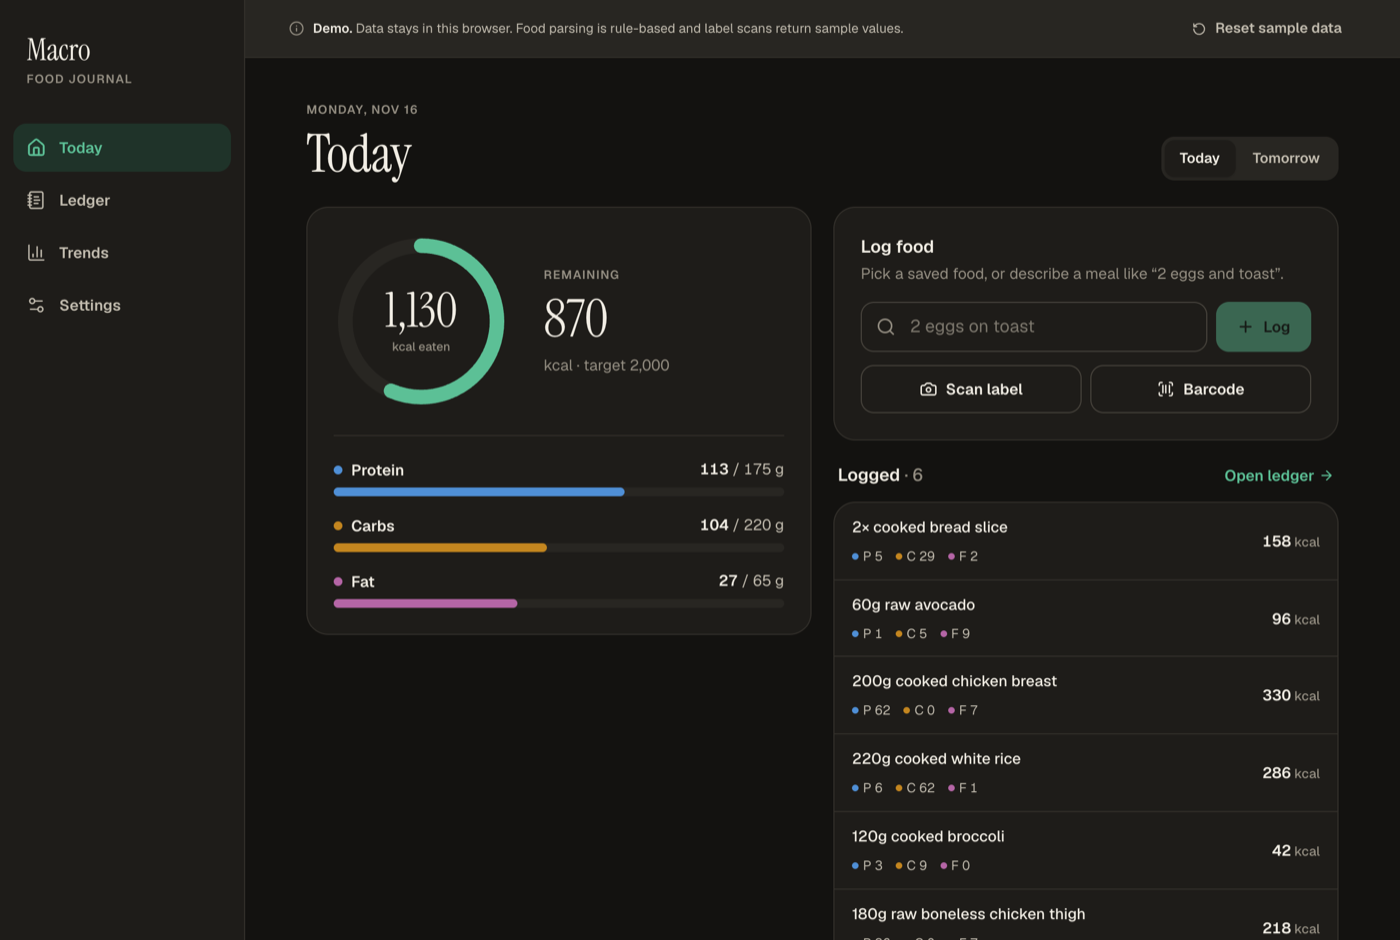 Macro
FOOD JOURNAL
Today
Ledger
Trends
Settings
Demo. Data stays in this browser. Food parsing is rule-based and label scans return sample values.
Reset sample data
MONDAY, NOV 16
Today
Today
Tomorrow
1,130
kcal eaten
REMAINING
870
kcal · target 2,000
Protein
113 / 175 g
Carbs
104 / 220 g
Fat
27 / 65 g
Log food
Pick a saved food, or describe a meal like “2 eggs and toast”.
2 eggs on toast
+ Log
Scan label
Barcode
Logged · 6
Open ledger →
2× cooked bread slice
P 5 C 29 F 2
158 kcal
60g raw avocado
P 1 C 5 F 9
96 kcal
200g cooked chicken breast
P 62 C 0 F 7
330 kcal
220g cooked white rice
P 6 C 62 F 1
286 kcal
120g cooked broccoli
P 3 C 9 F 0
42 kcal
180g raw boneless chicken thigh
218 kcal